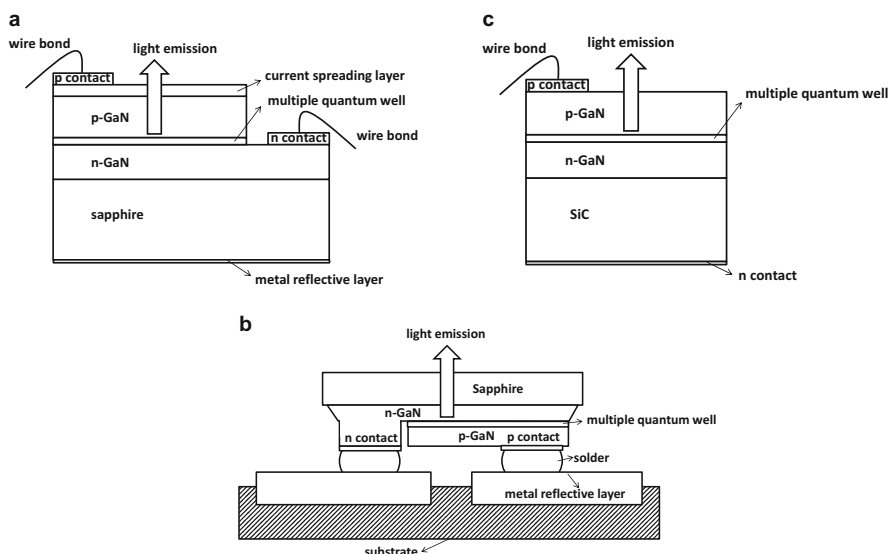 a
wire bond
light emission
p contact
current spreading layer
multiple quantum well
p-GaN
n contact
wire bond
n-GaN
sapphire
metal reflective layer
c
wire bond
light emission
p contact
multiple quantum well
p-GaN
n-GaN
SiC
n contact
b
light emission
Sapphire
n-GaN
multiple quantum well
n contact
p-GaN
p contact
solder
metal reflective layer
substrate